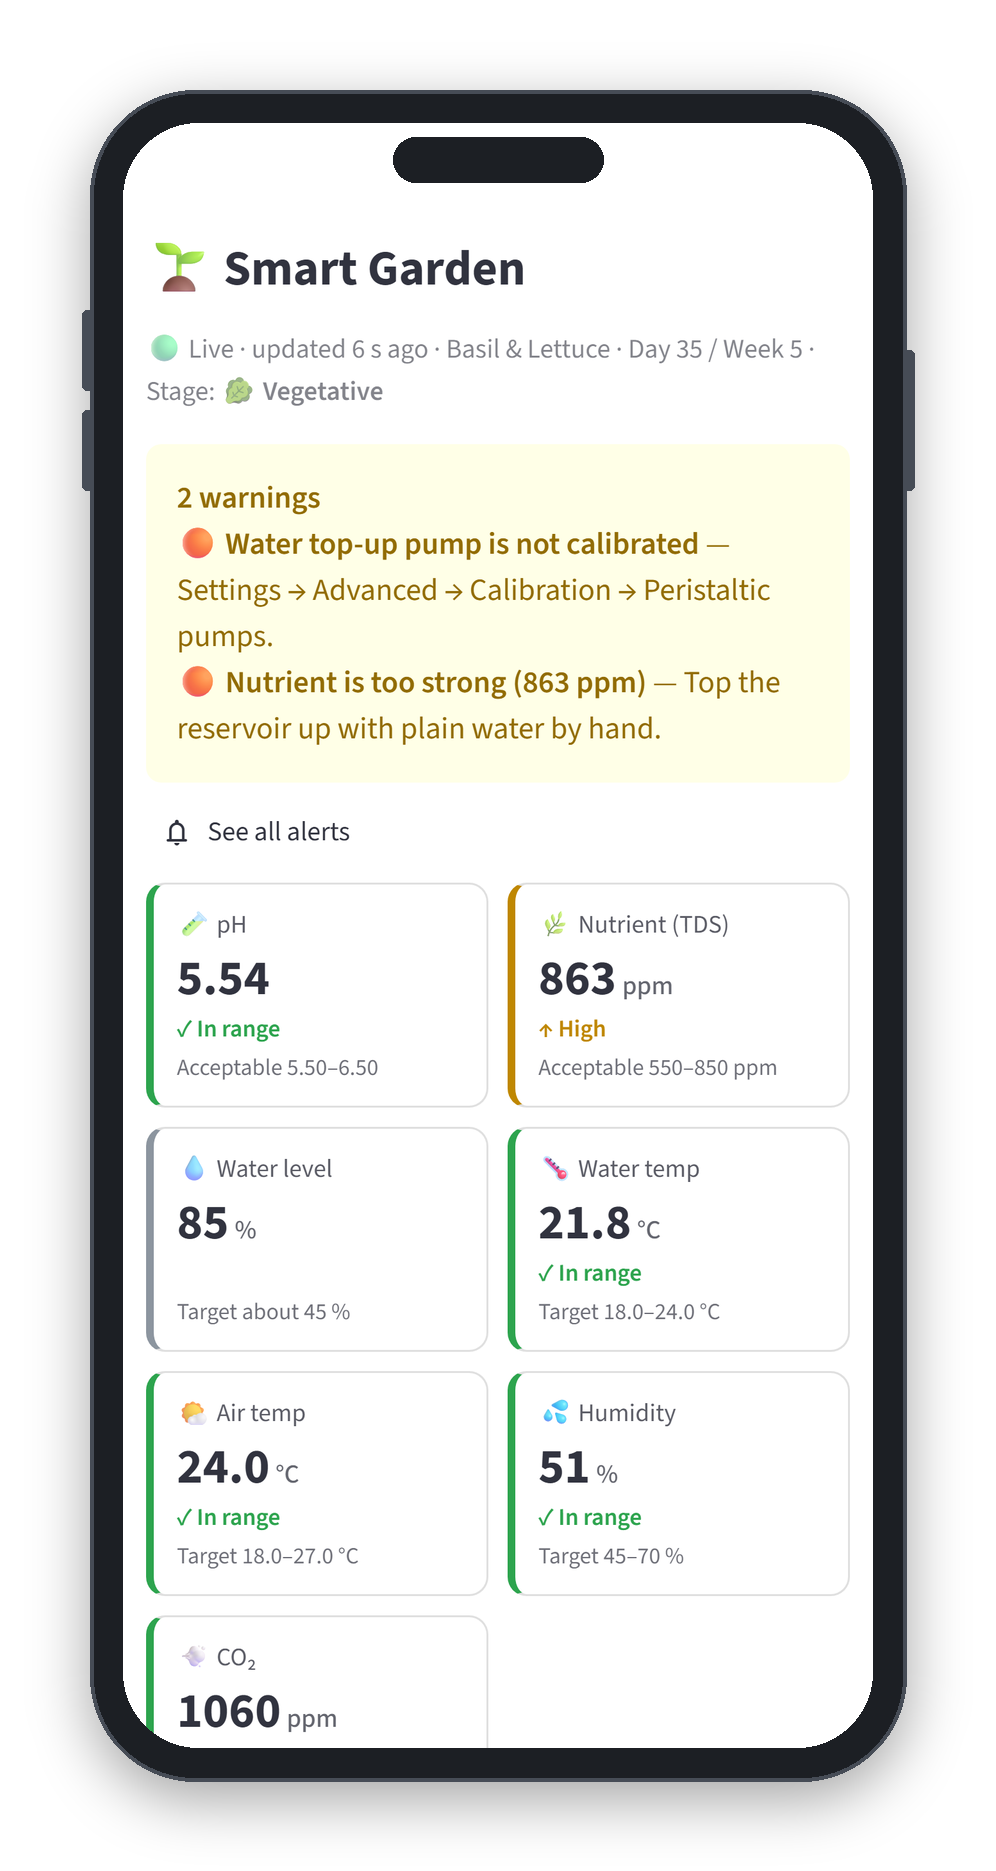 Smart Garden
Live · updated 6 s ago · Basil & Lettuce · Day 35 / Week 5 ·
Stage: Vegetative
2 warnings
Water top-up pump is not calibrated —
Settings → Advanced → Calibration → Peristaltic
pumps.
Nutrient is too strong (863 ppm) — Top the
reservoir up with plain water by hand.
See all alerts
pH
5.54
✓ In range
Acceptable 5.50–6.50
Nutrient (TDS)
863 ppm
↑ High
Acceptable 550–850 ppm
Water level
85 %
Target about 45 %
Water temp
21.8 °C
✓ In range
Target 18.0–24.0 °C
Air temp
24.0 °C
✓ In range
Target 18.0–27.0 °C
Humidity
51 %
✓ In range
Target 45–70 %
CO₂
1060 ppm